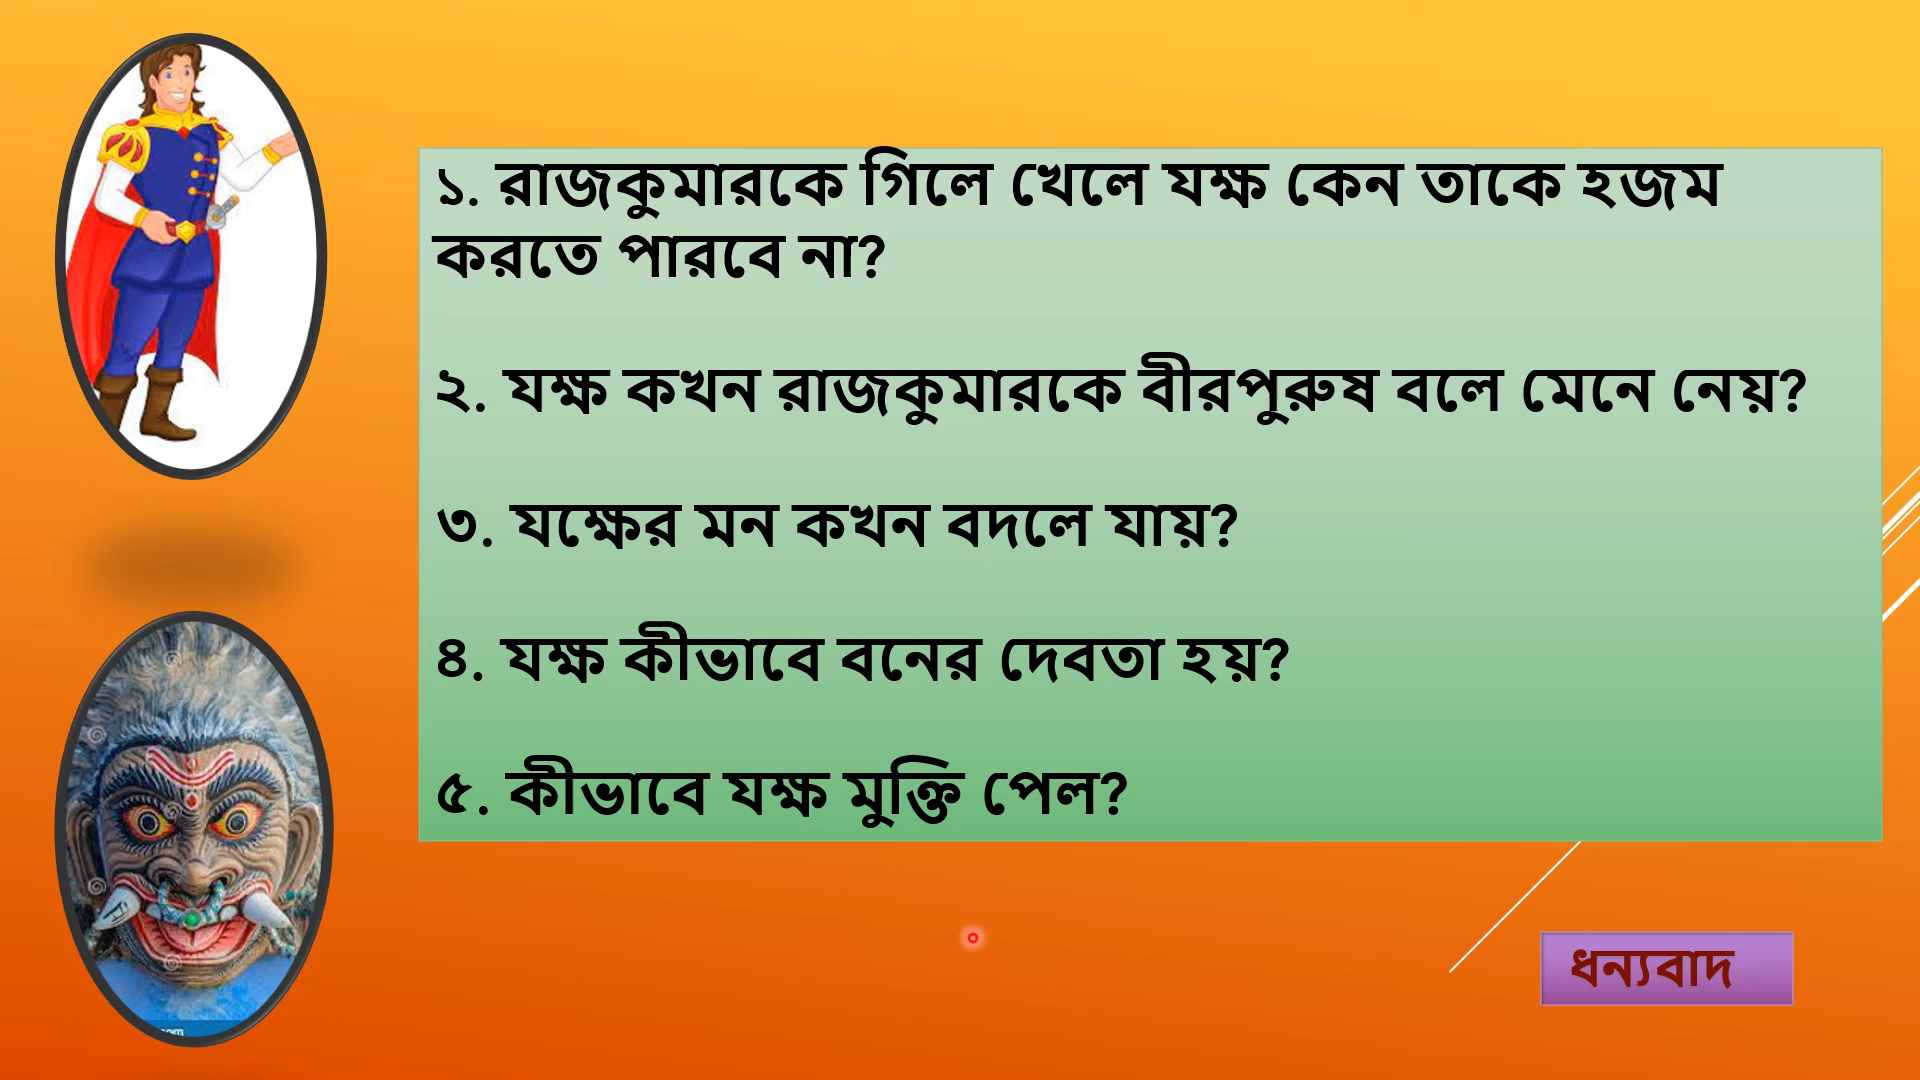 ১. রাজকুমারকে গিলে খেলে যক্ষ কেন তাকে হজম
করতে পারবে না?
২. যক্ষ কখন রাজকুমারকে বীরপুরুষ বলে মেনে নেয়?
৩. যক্ষের মন কখন বদলে যায়?
৪. যক্ষ কীভাবে বনের দেবতা হয়?
৫. কীভাবে যক্ষ মুক্তি পেল?
ধন্যবাদ